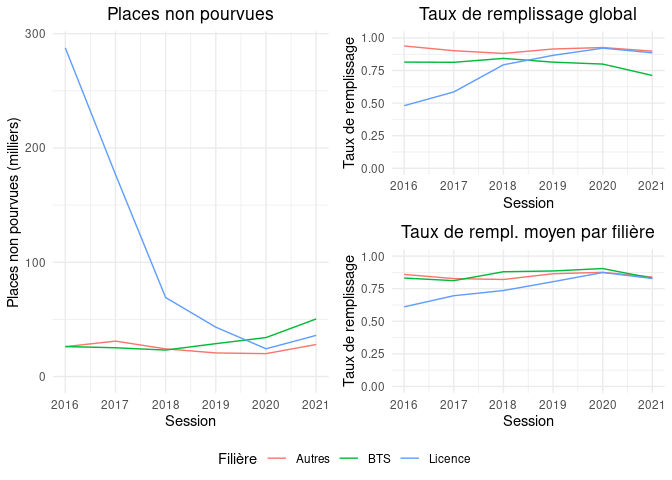 Places non pourvues
Places non pourvues (milliers)
300
200
100
0
2016 2017 2018 2019 2020 2021
Session
Taux de remplissage global
Taux de remplissage
1.00
0.75
0.50
0.25
0.00
2016 2017 2018 2019 2020 2021
Session
Taux de rempl. moyen par filière
Taux de remplissage
1.00
0.75
0.50
0.25
0.00
2016 2017 2018 2019 2020 2021
Session
Filière Autres BTS Licence